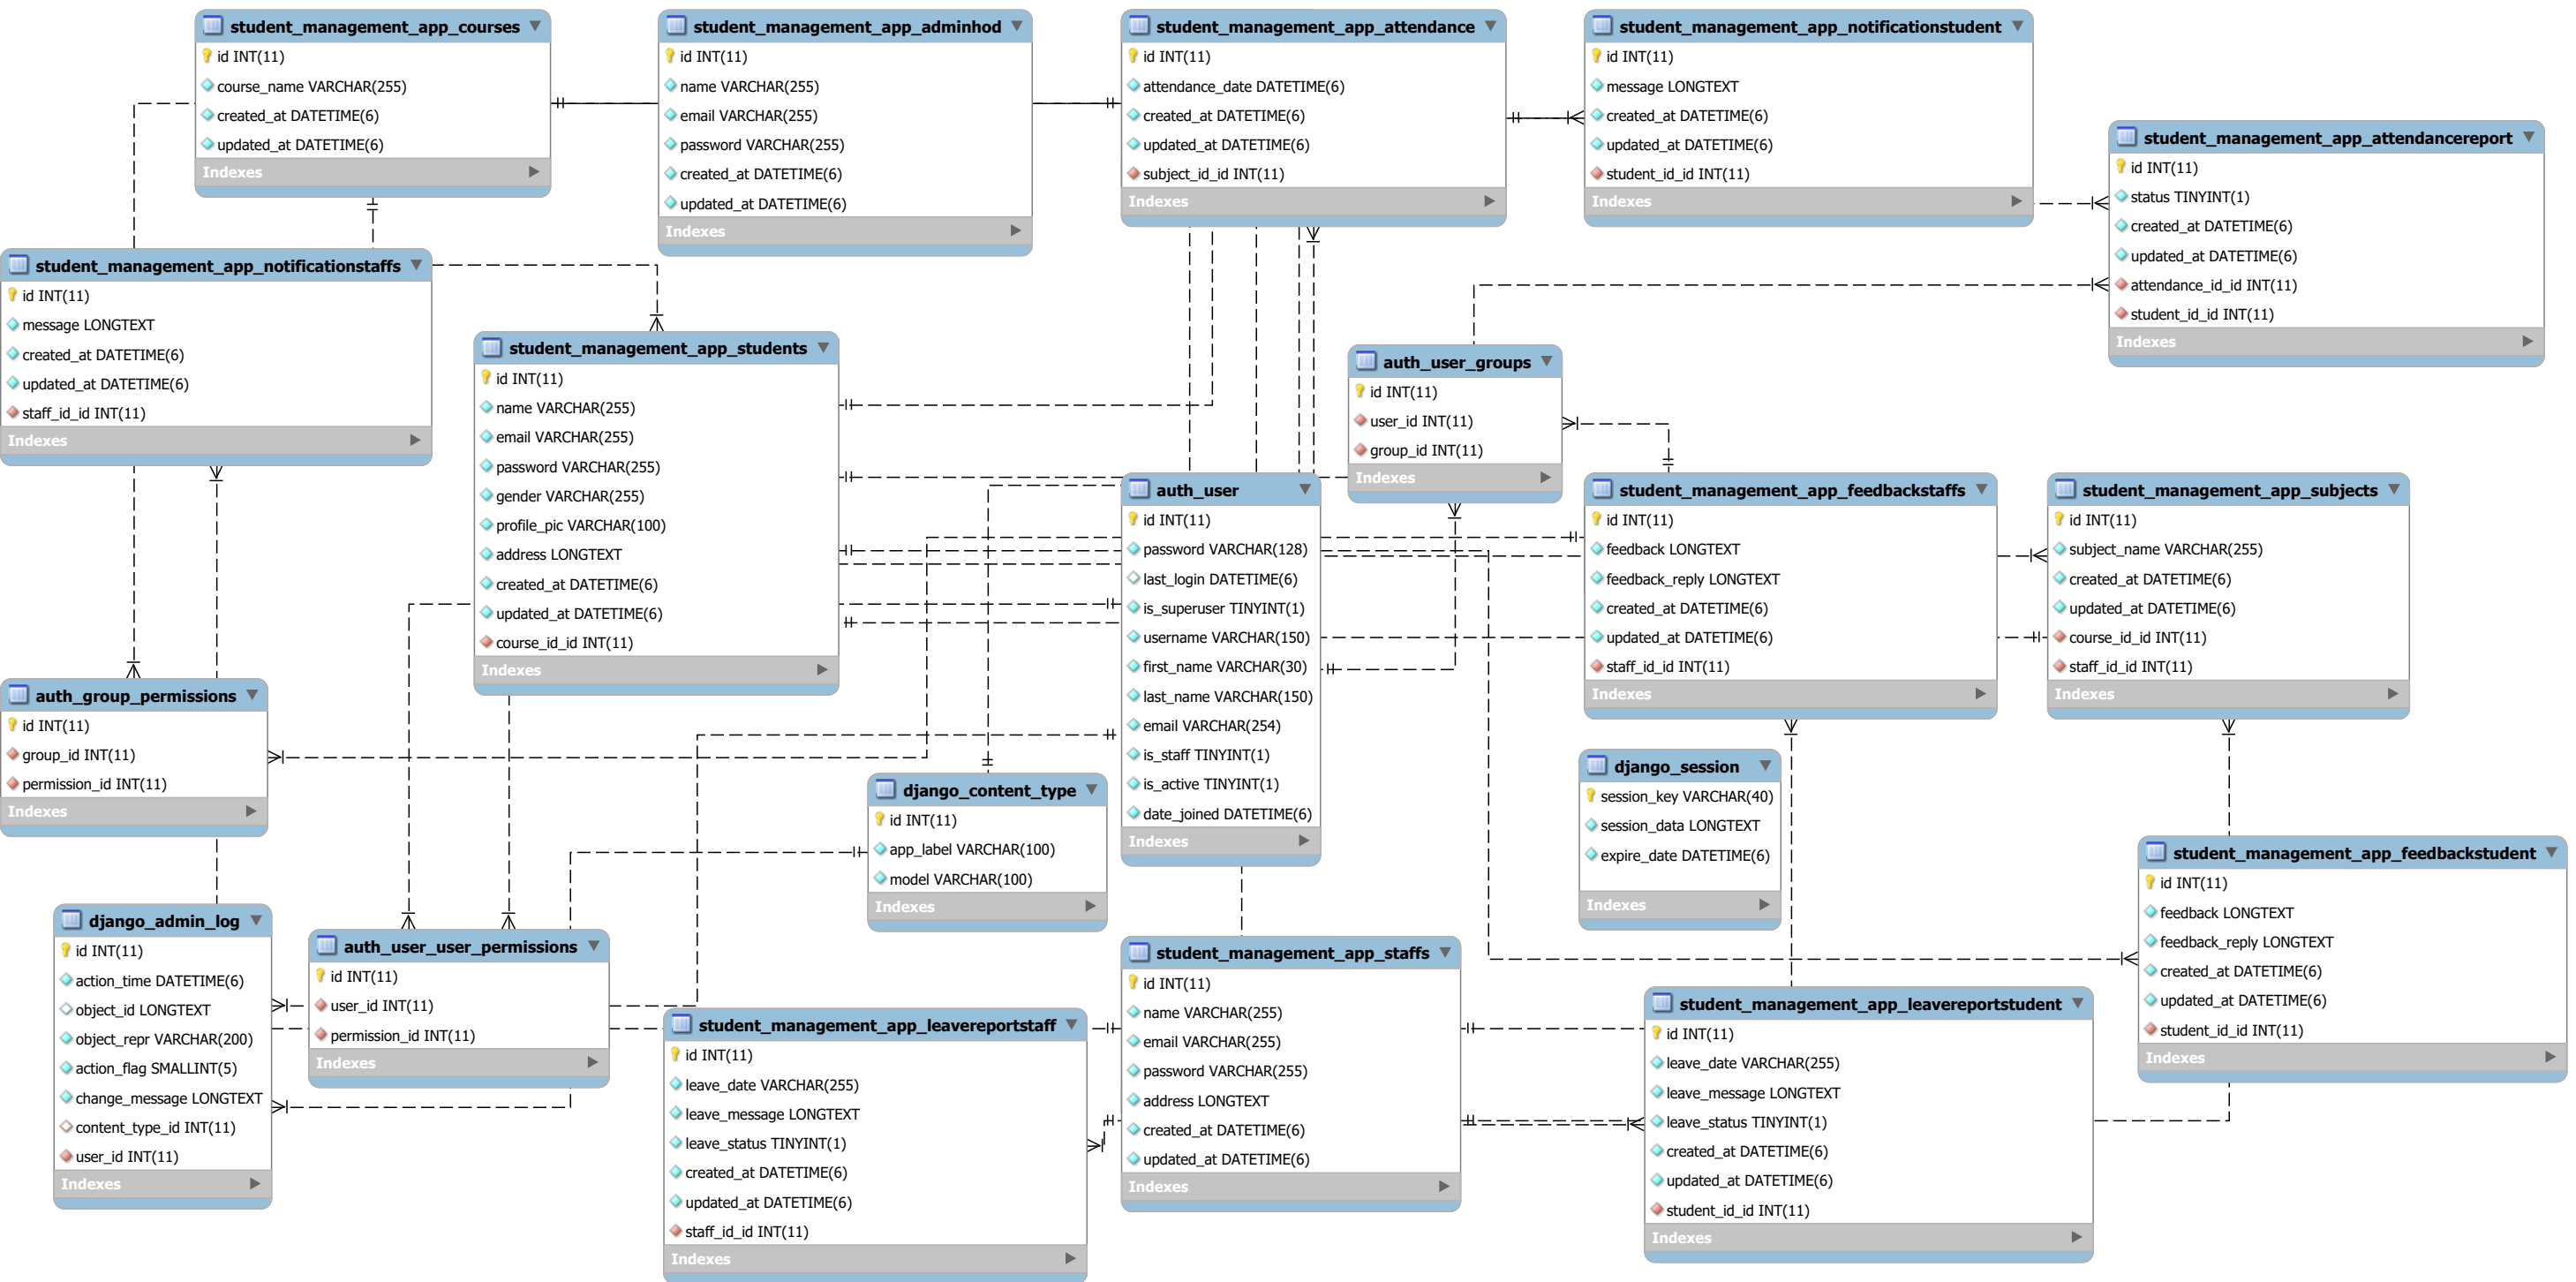 student_management_app_courses
id INT(11)
course_name VARCHAR(255)
created_at DATETIME(6)
updated_at DATETIME(6)
Indexes
student_management_app_adminhod
id INT(11)
name VARCHAR(255)
email VARCHAR(255)
password VARCHAR(255)
created_at DATETIME(6)
updated_at DATETIME(6)
Indexes
student_management_app_attendance
id INT(11)
attendance_date DATETIME(6)
created_at DATETIME(6)
updated_at DATETIME(6)
subject_id_id INT(11)
Indexes
student_management_app_notificationstudent
id INT(11)
message LONGTEXT
created_at DATETIME(6)
updated_at DATETIME(6)
student_id_id INT(11)
Indexes
student_management_app_attendancereport
id INT(11)
status TINYINT(1)
created_at DATETIME(6)
updated_at DATETIME(6)
attendance_id_id INT(11)
student_id_id INT(11)
Indexes
student_management_app_notificationstaffs
id INT(11)
message LONGTEXT
created_at DATETIME(6)
updated_at DATETIME(6)
staff_id_id INT(11)
Indexes
student_management_app_students
id INT(11)
name VARCHAR(255)
email VARCHAR(255)
password VARCHAR(255)
gender VARCHAR(255)
profile_pic VARCHAR(100)
address LONGTEXT
created_at DATETIME(6)
updated_at DATETIME(6)
course_id_id INT(11)
Indexes
auth_user_groups
id INT(11)
user_id INT(11)
group_id INT(11)
Indexes
auth_user
id INT(11)
password VARCHAR(128)
last_login DATETIME(6)
is_superuser TINYINT(1)
username VARCHAR(150)
first_name VARCHAR(30)
last_name VARCHAR(150)
email VARCHAR(254)
is_staff TINYINT(1)
is_active TINYINT(1)
date_joined DATETIME(6)
Indexes
student_management_app_feedbackstaffs
id INT(11)
feedback LONGTEXT
feedback_reply LONGTEXT
created_at DATETIME(6)
updated_at DATETIME(6)
staff_id_id INT(11)
Indexes
student_management_app_subjects
id INT(11)
subject_name VARCHAR(255)
created_at DATETIME(6)
updated_at DATETIME(6)
course_id_id INT(11)
staff_id_id INT(11)
Indexes
auth_group_permissions
id INT(11)
group_id INT(11)
permission_id INT(11)
Indexes
django_content_type
id INT(11)
app_label VARCHAR(100)
model VARCHAR(100)
Indexes
django_session
session_key VARCHAR(40)
session_data LONGTEXT
expire_date DATETIME(6)
Indexes
student_management_app_feedbackstudent
id INT(11)
feedback LONGTEXT
feedback_reply LONGTEXT
created_at DATETIME(6)
updated_at DATETIME(6)
student_id_id INT(11)
Indexes
django_admin_log
id INT(11)
action_time DATETIME(6)
object_id LONGTEXT
object_repr VARCHAR(200)
action_flag SMALLINT(5)
change_message LONGTEXT
content_type_id INT(11)
user_id INT(11)
Indexes
auth_user_user_permissions
id INT(11)
user_id INT(11)
permission_id INT(11)
Indexes
student_management_app_leavereportstaff
id INT(11)
leave_date VARCHAR(255)
leave_message LONGTEXT
leave_status TINYINT(1)
created_at DATETIME(6)
updated_at DATETIME(6)
staff_id_id INT(11)
Indexes
student_management_app_staffs
id INT(11)
name VARCHAR(255)
email VARCHAR(255)
password VARCHAR(255)
address LONGTEXT
created_at DATETIME(6)
updated_at DATETIME(6)
Indexes
student_management_app_leavereportstudent
id INT(11)
leave_date VARCHAR(255)
leave_message LONGTEXT
leave_status TINYINT(1)
created_at DATETIME(6)
updated_at DATETIME(6)
student_id_id INT(11)
Indexes